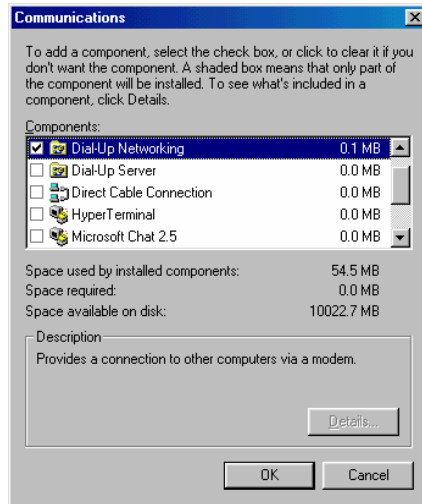 Communications
To add a component, select the check box, or click to clear it if you
don't want the component. A shaded box means that only part of
the component will be installed. To see what's included in a
component, click Details.
Components:
Dial-Up Networking 0.1 MB
Dial-Up Server 0.0 MB
Direct Cable Connection 0.0 MB
HyperTerminal 0.0 MB
Microsoft Chat 2.5 0.0 MB
Space used by installed components: 54.5 MB
Space required: 0.0 MB
Space available on disk: 10022.7 MB
Description
Provides a connection to other computers via a modem.
Details...
OK Cancel